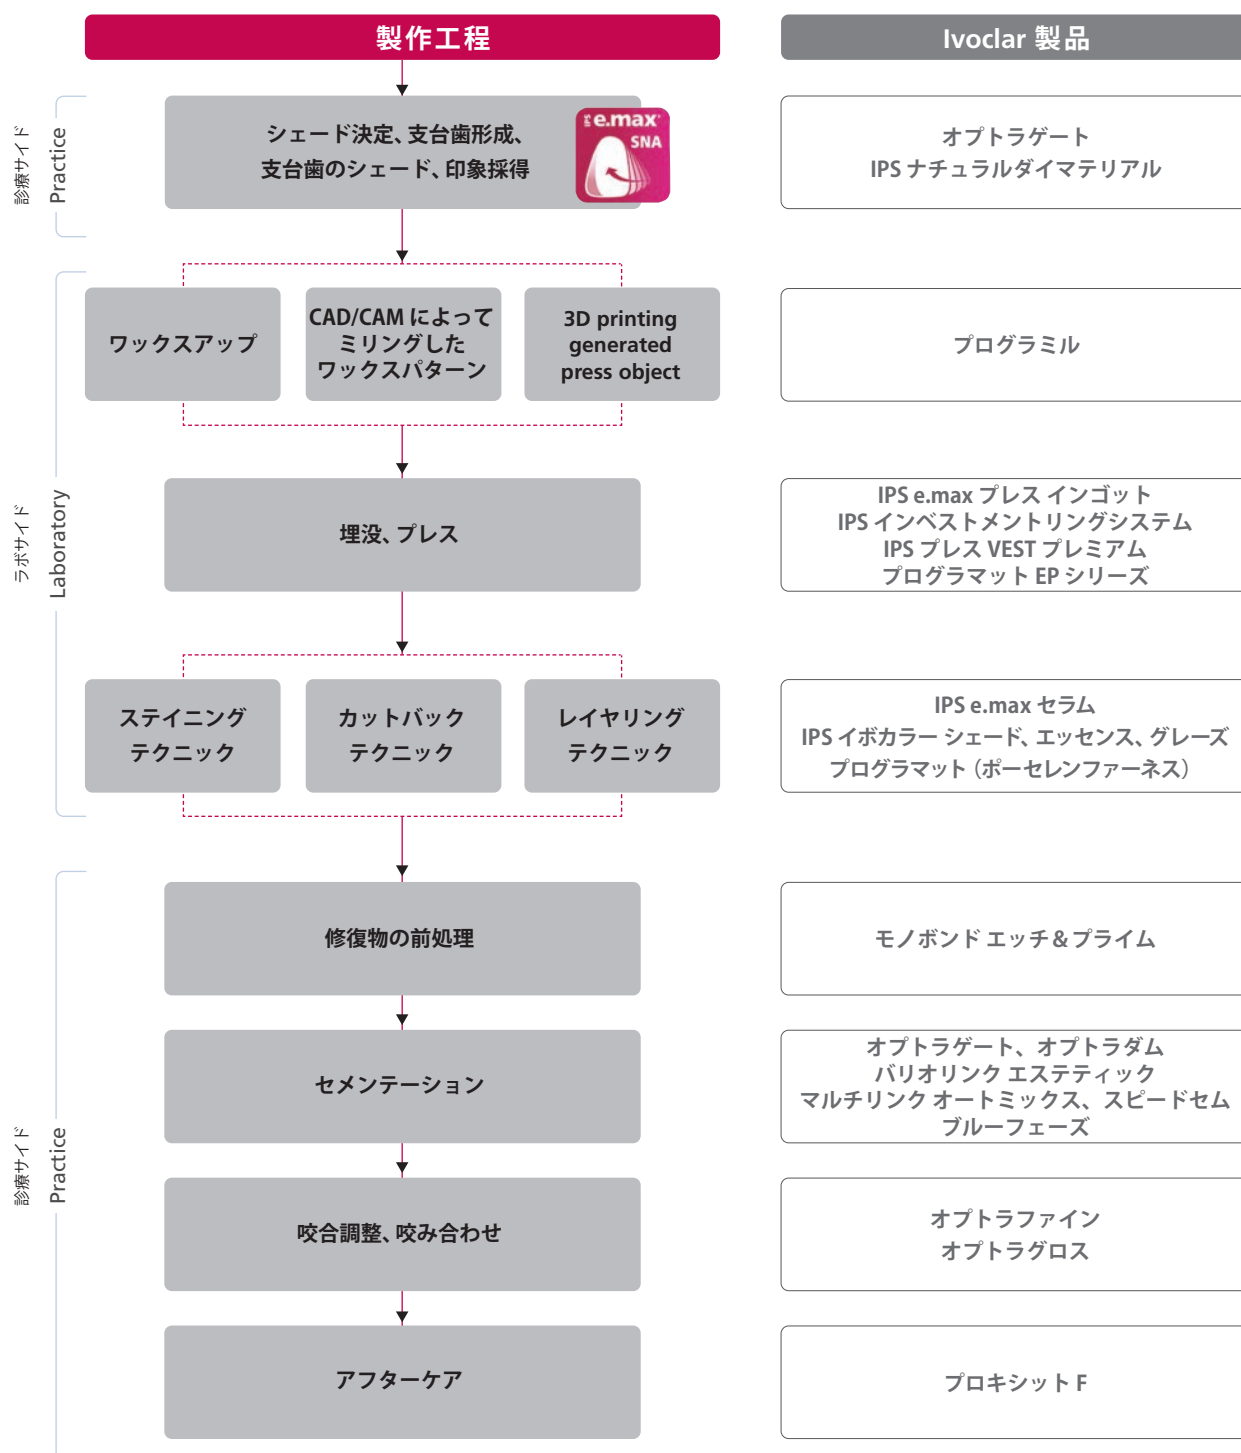 製作工程
Ivoclar 製品
診療サイド
Practice
シェード決定、支台歯形成、
支台歯のシェード、印象採得
IPS e.max
SNA
オプトラゲート
IPS ナチュラルダイマテリアル
ラボサイド
Laboratory
ワックスアップ
CAD/CAM によって
ミリングした
ワックスパターン
3D printing
generated
press object
プログラミル
埋没、プレス
IPS e.max プレス インゴット
IPS インベストメントリングシステム
IPS プレス VEST プレミアム
プログラマット EP シリーズ
ステイニング
テクニック
カットバック
テクニック
レイヤリング
テクニック
IPS e.max セラム
IPS イボカラー シェード、エッセンス、グレーズ
プログラマット（ポーセレンファーネス）
診療サイド
Practice
修復物の前処理
モノボンド エッチ＆プライム
セメンテーション
オプトラゲート、オプトラダム
バリオリンク エステティック
マルチリンク オートミックス、スピードセム
ブルーフェーズ
咬合調整、咬み合わせ
オプトラファイン
オプトラグロス
アフターケア
プロキシット F